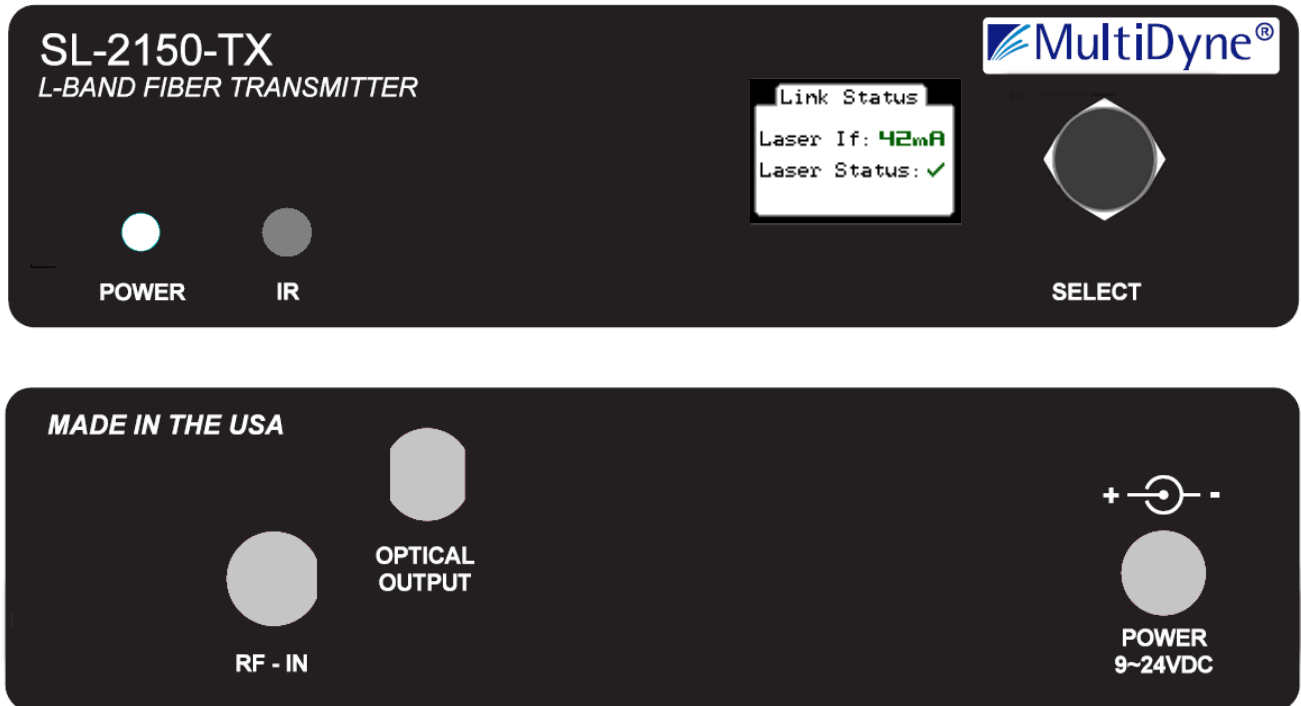 SL-2150-TX
L-BAND FIBER TRANSMITTER
MultiDyne®
Link Status
Laser If: 42mA
Laser Status: ✓
POWER
IR
SELECT
MADE IN THE USA
OPTICAL
OUTPUT
RF - IN
+ -
POWER
9~24VDC